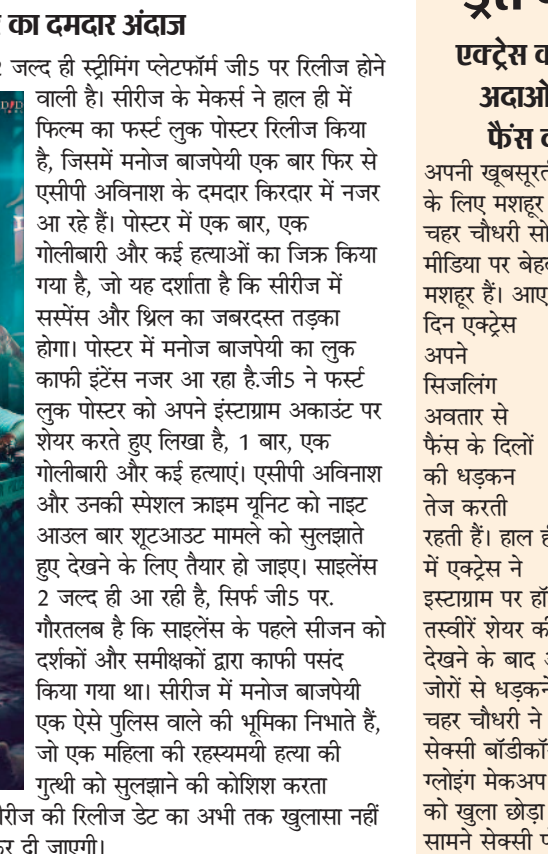 का दमदार अंदाज
2 जल्द ही स्ट्रीमिंग प्लेटफॉर्म जी5 पर रिलीज होने
वाली है। सीरीज के मेकर्स ने हाल ही में
फिल्म का फर्स्ट लुक पोस्टर रिलीज किया
है, जिसमें मनोज बाजपेयी एक बार फिर से
एसीपी अविनाश के दमदार किरदार में नजर
आ रहे हैं। पोस्टर में एक बार, एक
गोलीबारी और कई हत्याओं का जिक्र किया
गया है, जो यह दर्शाता है कि सीरीज में
सस्पेंस और थ्रिल का जबरदस्त तड़का
होगा। पोस्टर में मनोज बाजपेयी का लुक
काफी इंटेंस नजर आ रहा है.जी5 ने फर्स्ट
लुक पोस्टर को अपने इंस्टाग्राम अकाउंट पर
शेयर करते हुए लिखा है, 1 बार, एक
गोलीबारी और कई हत्याएं। एसीपी अविनाश
और उनकी स्पेशल क्राइम यूनिट को नाइट
आउल बार शूटआउट मामले को सुलझाते
हुए देखने के लिए तैयार हो जाइए। साइलेंस
2 जल्द ही आ रही है, सिर्फ जी5 पर.
गौरतलब है कि साइलेंस के पहले सीजन को
दर्शकों और समीक्षकों द्वारा काफी पसंद
किया गया था। सीरीज में मनोज बाजपेयी
एक ऐसे पुलिस वाले की भूमिका निभाते हैं,
जो एक महिला की रहस्यमयी हत्या की
गुत्थी को सुलझाने की कोशिश करता
की रिलीज डेट का अभी तक खुलासा नहीं
दी जाएगी।
एक्ट्रेस
फैंस
अपनी
के लिए मशहूर
चहर चौधरी
मीडिया पर
मशहूर हैं। आए
दिन एक्ट्रेस
अपने
सिजलिंग
अवतार से
फैंस के दिलों
की धड़कन
तेज करती
रहती हैं। हाल
में एक्ट्रेस ने
इस्टाग्राम पर
तस्वीरें शेयर
देखने के बाद
जोरों से
चहर चौधरी ने
सेक्सी
ग्लोइंग मेकअप
को खुला छोड़ा
सामने सेक्सी